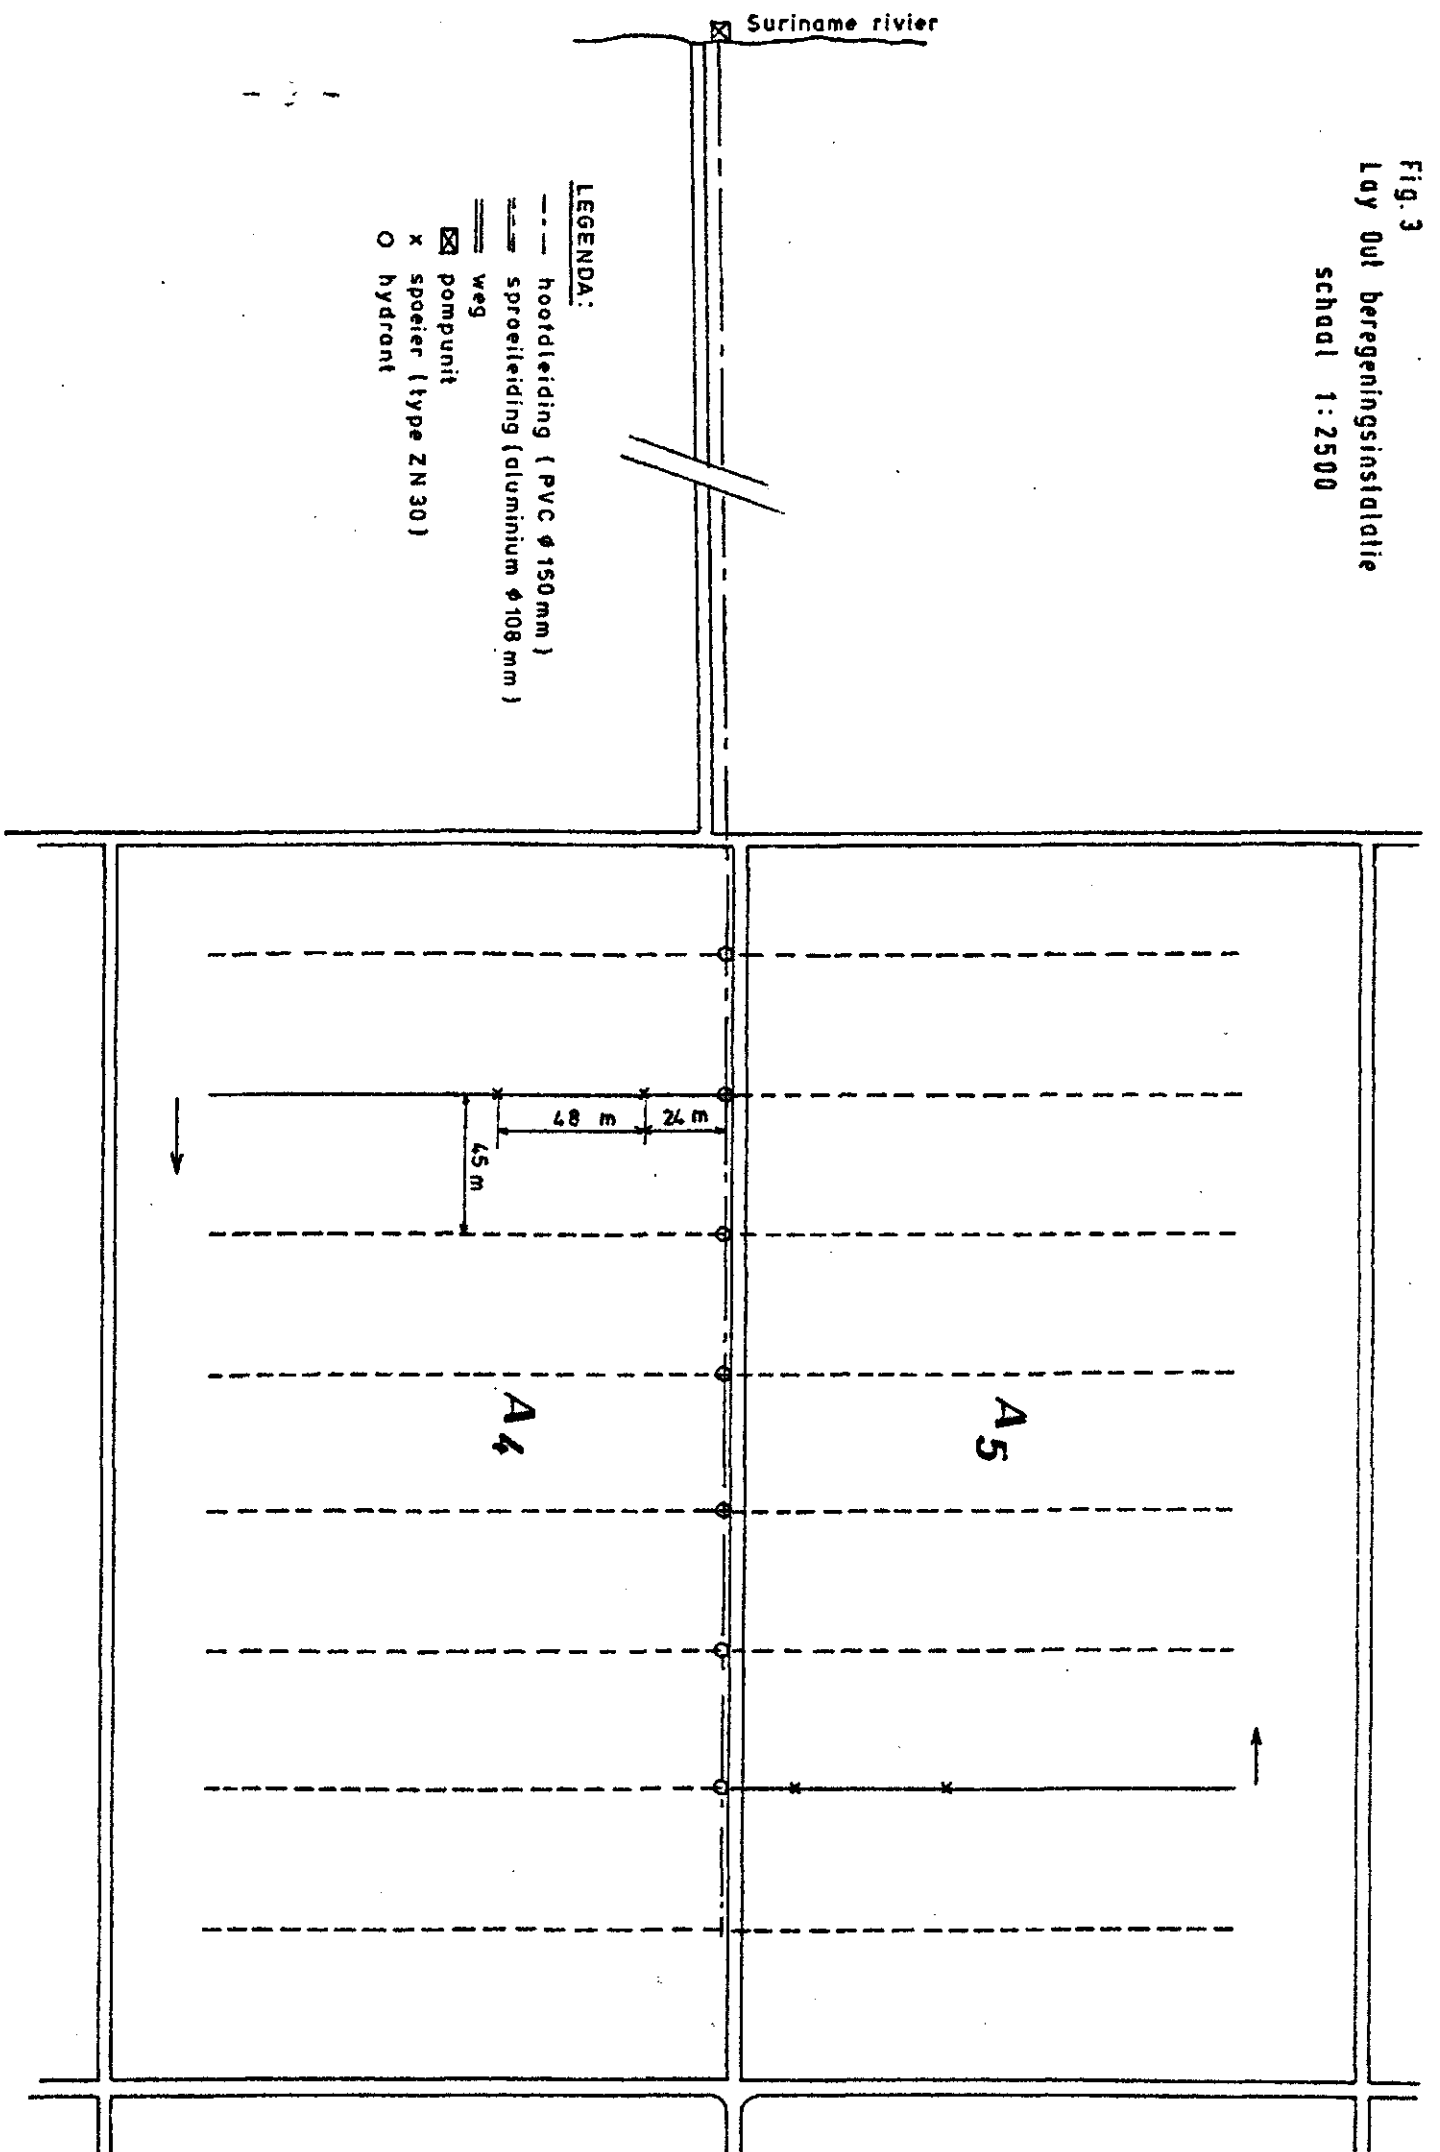 Suriname rivier
Fig. 3
Lay Out beregeningsinstalatie
schaal 1:2500
LEGENDA:
hoofdleiding (PVC ø 150 mm)
sproeileiding (aluminium ø 108 mm)
weg
pompunit
x spoeier (type ZN 30)
hydrant
48 m
24 m
45 m
A4
A5